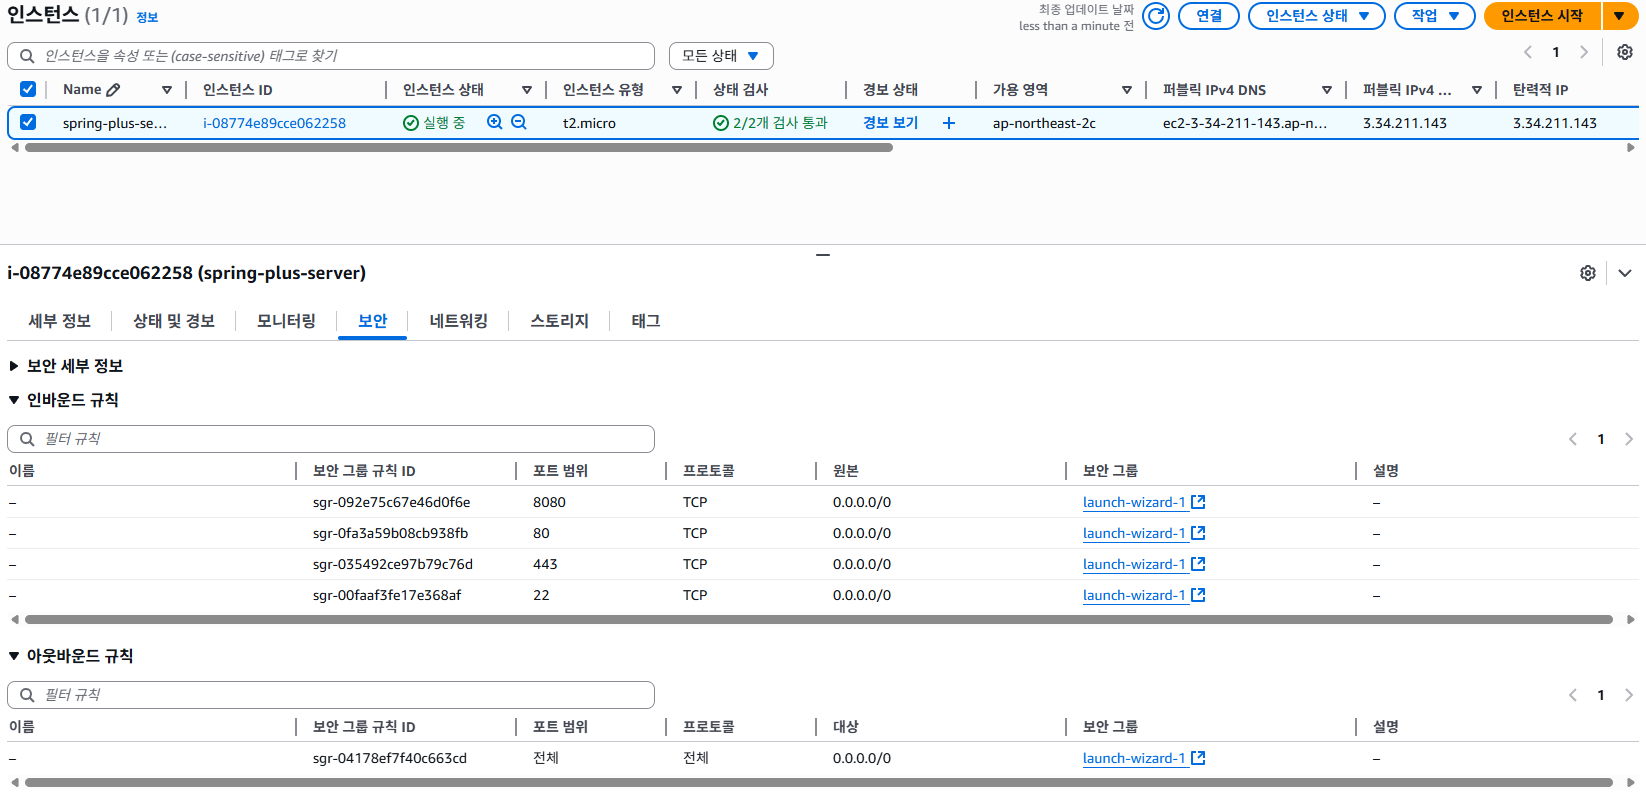 인스턴스 (1/1) 정보
최종 업데이트 날짜
less than a minute 전
연결
인스턴스 상태
작업
인스턴스 시작
인스턴스을 속성 또는 (case-sensitive) 태그로 찾기
모든 상태
1
Name 인스턴스 ID 인스턴스 상태 인스턴스 유형 상태 검사 경보 상태 가용 영역 퍼블릭 IPv4 DNS 퍼블릭 IPv4 ... 탄력적 IP
spring-plus-se... i-08774e89cce062258 실행 중 t2.micro 2/2개 검사 통과 경보 보기 + ap-northeast-2c ec2-3-34-211-143.ap-n... 3.34.211.143 3.34.211.143
i-08774e89cce062258 (spring-plus-server)
세부 정보 상태 및 경보 모니터링 보안 네트워킹 스토리지 태그
보안 세부 정보
인바운드 규칙
필터 규칙
1
이름 보안 그룹 규칙 ID 포트 범위 프로토콜 원본 보안 그룹 설명
– sgr-092e75c67e46d0f6e 8080 TCP 0.0.0.0/0 launch-wizard-1 –
– sgr-0fa3a59b08cb938fb 80 TCP 0.0.0.0/0 launch-wizard-1 –
– sgr-035492ce97b79c76d 443 TCP 0.0.0.0/0 launch-wizard-1 –
– sgr-00faaf3fe17e368af 22 TCP 0.0.0.0/0 launch-wizard-1 –
아웃바운드 규칙
필터 규칙
1
이름 보안 그룹 규칙 ID 포트 범위 프로토콜 대상 보안 그룹 설명
– sgr-04178ef7f40c663cd 전체 전체 0.0.0.0/0 launch-wizard-1 –